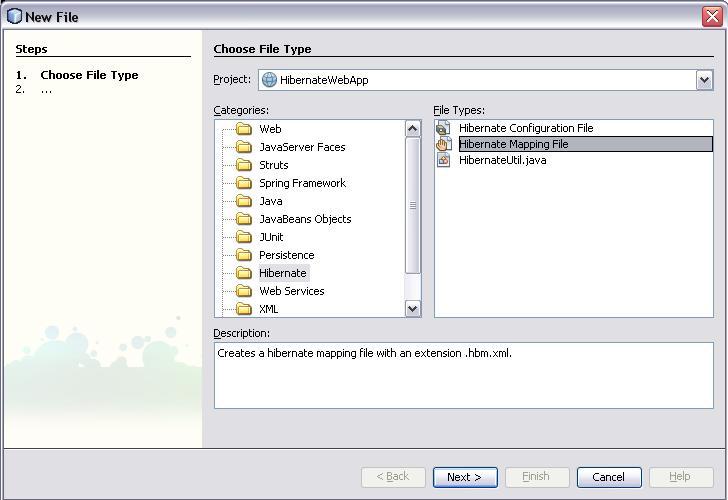 New File
Steps
1. Choose File Type
2. ...
Choose File Type
Project: HibernateWebApp
Categories:
Web
JavaServer Faces
Struts
Spring Framework
Java
JavaBeans Objects
JUnit
Persistence
Hibernate
Web Services
XML
File Types:
Hibernate Configuration File
Hibernate Mapping File
HibernateUtil.java
Description:
Creates a hibernate mapping file with an extension .hbm.xml.
< Back Next > Finish Cancel Help